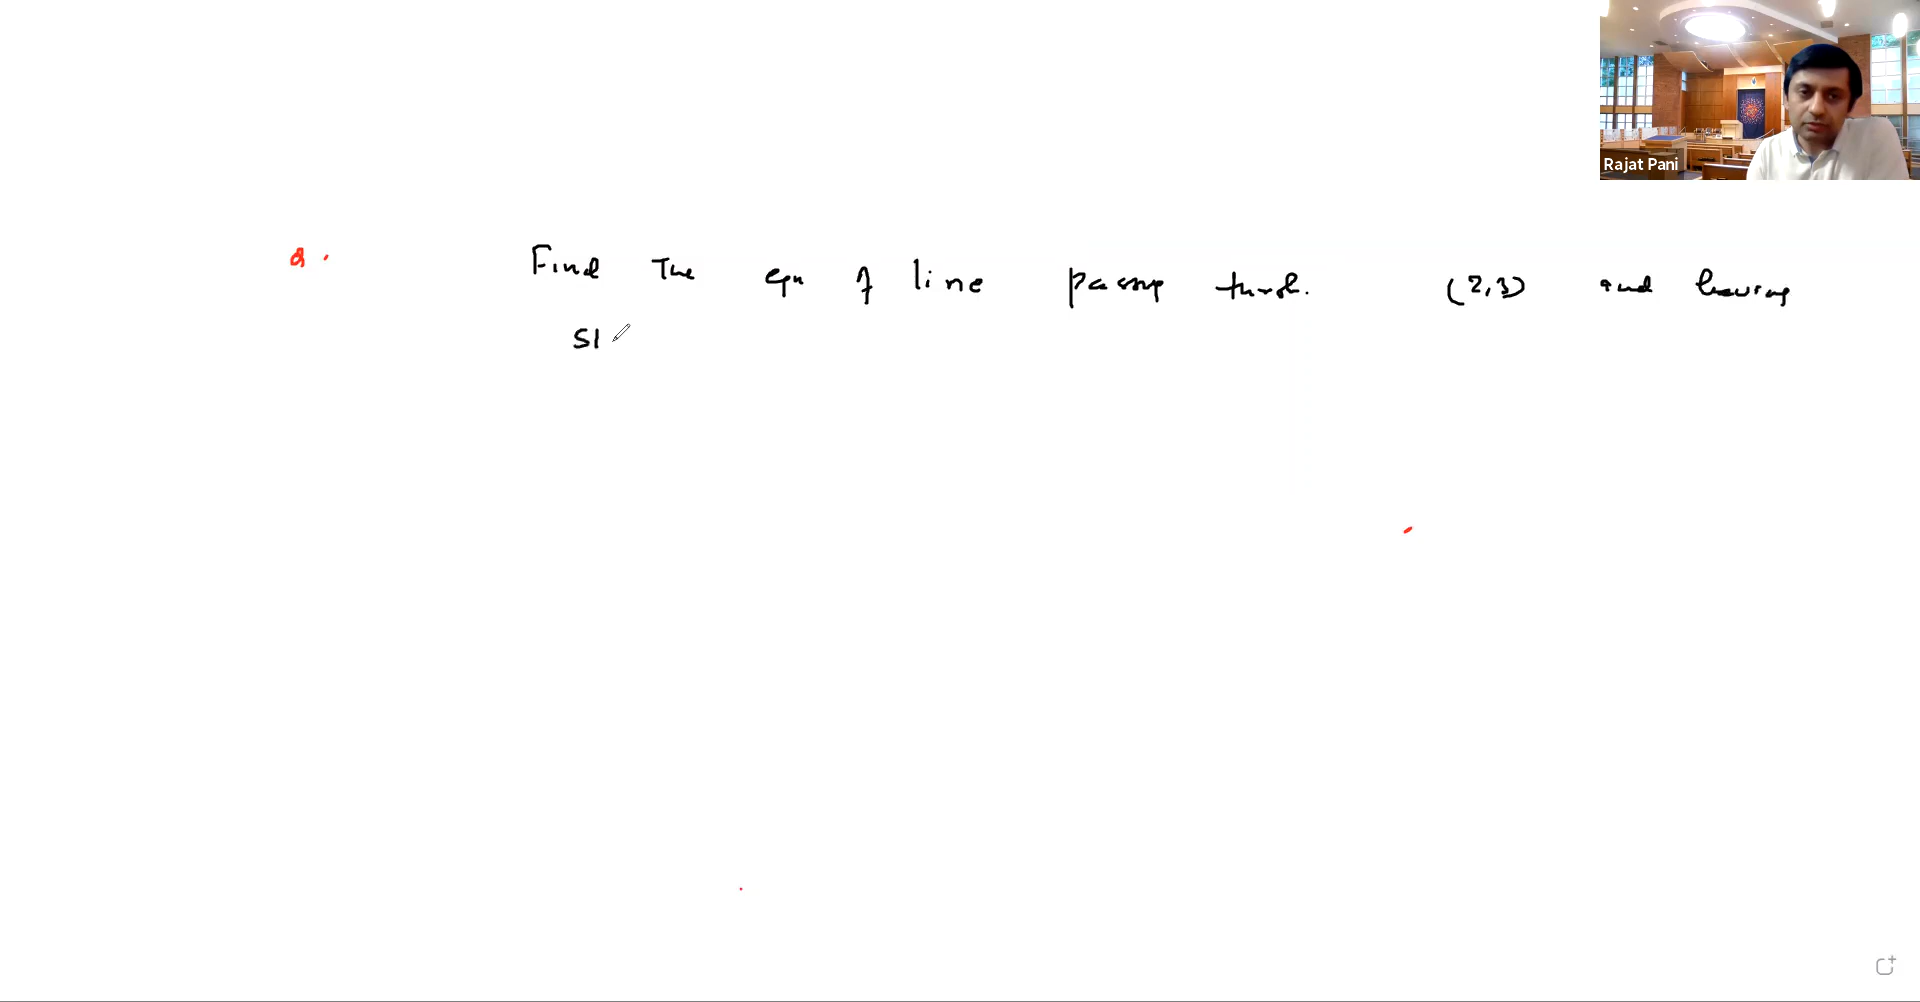 Rajat Pani
Q. Find The eqn of line passing through (2,3) and having
Sl